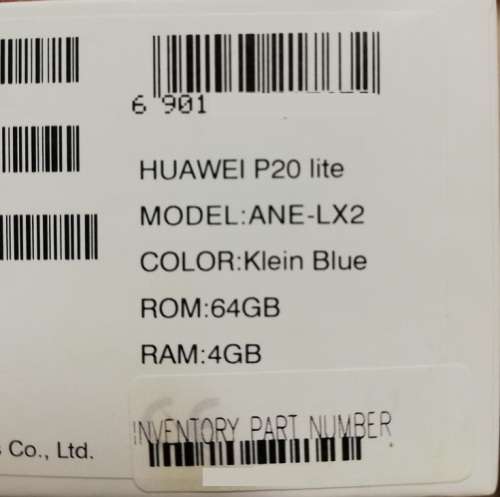 6 901
HUAWEI P20 lite
MODEL:ANE-LX2
COLOR:Klein Blue
ROM:64GB
RAM:4GB
INVENTORY PART NUMBER
Co., Ltd.